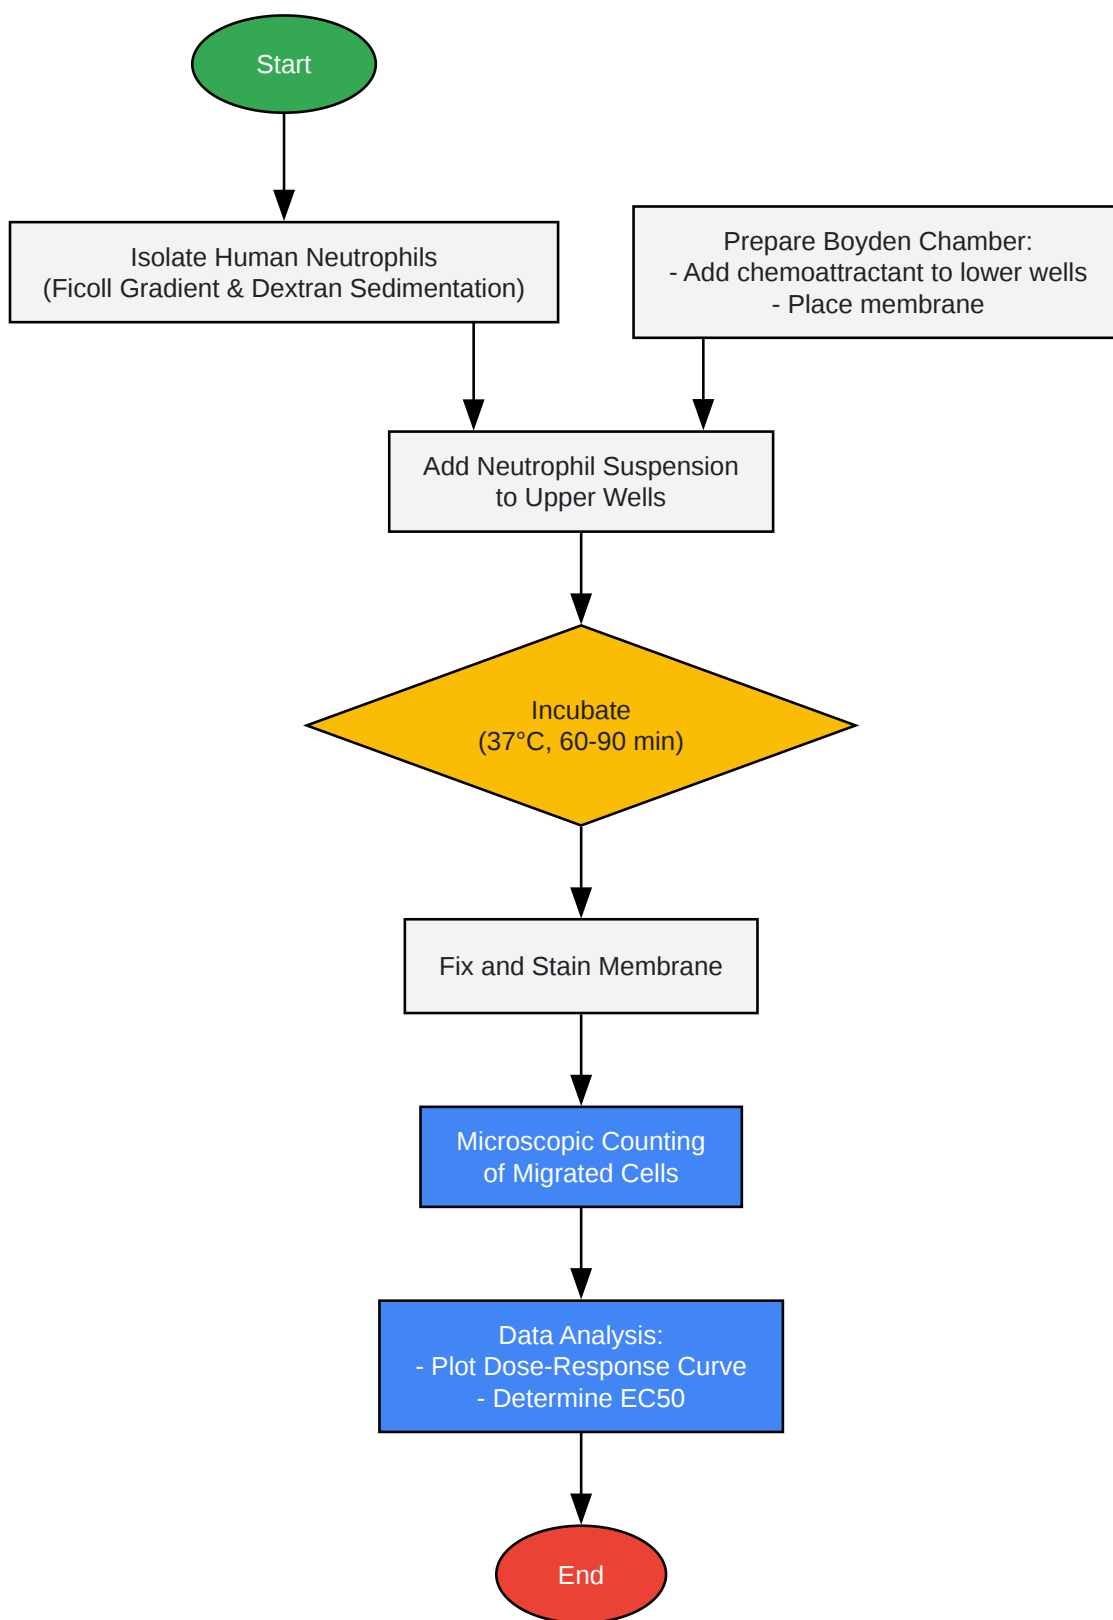 Start
Isolate Human Neutrophils
(Ficoll Gradient & Dextran Sedimentation)
Prepare Boyden Chamber:
- Add chemoattractant to lower wells
- Place membrane
Add Neutrophil Suspension
to Upper Wells
Incubate
(37°C, 60-90 min)
Fix and Stain Membrane
Microscopic Counting
of Migrated Cells
Data Analysis:
- Plot Dose-Response Curve
- Determine EC50
End